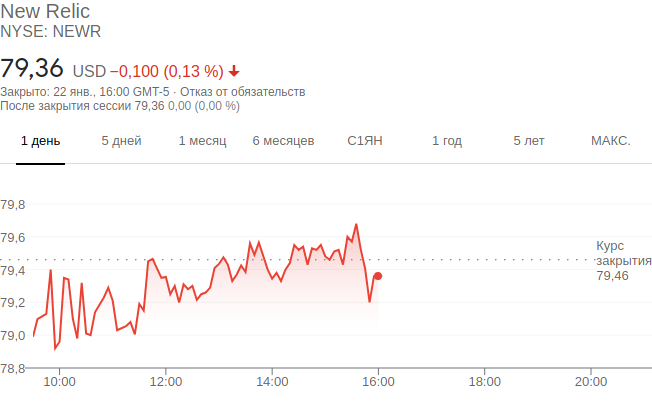 New Relic
NYSE: NEWR
79,36 USD −0,100 (0,13 %)
Закрыто: 22 янв., 16:00 GMT-5 · Отказ от обязательств
После закрытия сессии 79,36 0,00 (0,00 %)
1 день 5 дней 1 месяц 6 месяцев С1ЯН 1 год 5 лет МАКС.
79,8
79,6
79,4
79,2
79,0
78,8
Курс
закрытия
79,46
10:00 12:00 14:00 16:00 18:00 20:00